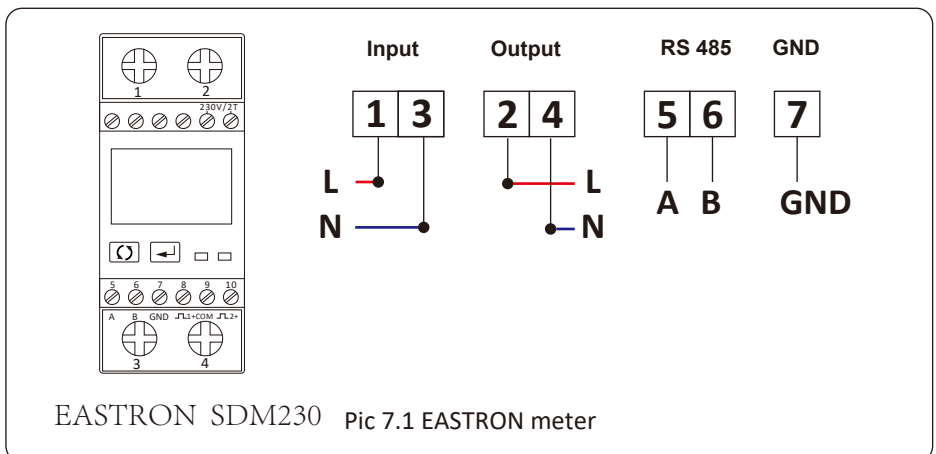 1 2
230V/2T
5 6 7 8 9 10
A B GND 1+COM 2+
3 4
Input Output RS 485 GND
1 3 2 4 5 6 7
L L
N N
A B GND
EASTRON SDM230
Pic 7.1 EASTRON meter